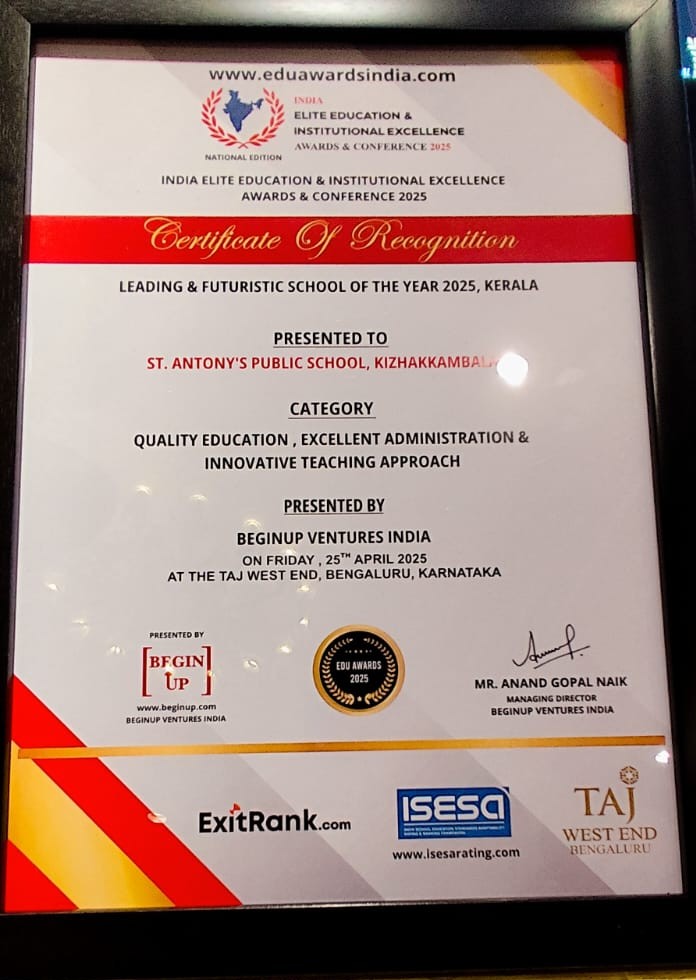 www.eduawardsindia.com
INDIA
ELITE EDUCATION &
INSTITUTIONAL EXCELLENCE
AWARDS & CONFERENCE 2025
NATIONAL EDITION
INDIA ELITE EDUCATION & INSTITUTIONAL EXCELLENCE
AWARDS & CONFERENCE 2025
Certificate Of Recognition
LEADING & FUTURISTIC SCHOOL OF THE YEAR 2025, KERALA
PRESENTED TO
ST. ANTONY'S PUBLIC SCHOOL,
CATEGORY
QUALITY EDUCATION , EXCELLENT ADMINISTRATION &
INNOVATIVE TEACHING APPROACH
PRESENTED BY
BEGINUP VENTURES INDIA
ON FRIDAY , 25TH APRIL 2025
AT THE TAJ WEST END, BENGALURU, KARNATAKA
PRESENTED BY
BEGIN
UP
www.beginup.com
BEGINUP VENTURES INDIA
EDU AWARDS
2025
MR. ANAND GOPAL NAIK
MANAGING DIRECTOR
BEGINUP VENTURES INDIA
ExitRank.com
ISESA
www.isesarating.com
TAJ
WEST END
BENGALURU